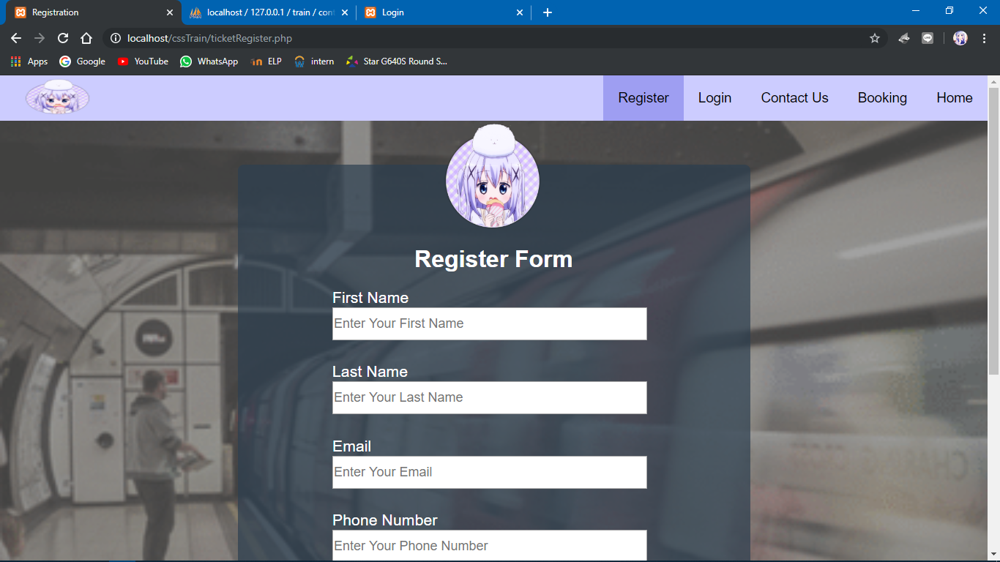 Registration
localhost / 127.0.0.1 / train / cont
Login
localhost/cssTrain/ticketRegister.php
Apps
Google
YouTube
WhatsApp
ELP
intern
Star G640S Round S...
Register
Login
Contact Us
Booking
Home
Register Form
First Name
Enter Your First Name
Last Name
Enter Your Last Name
Email
Enter Your Email
Phone Number
Enter Your Phone Number